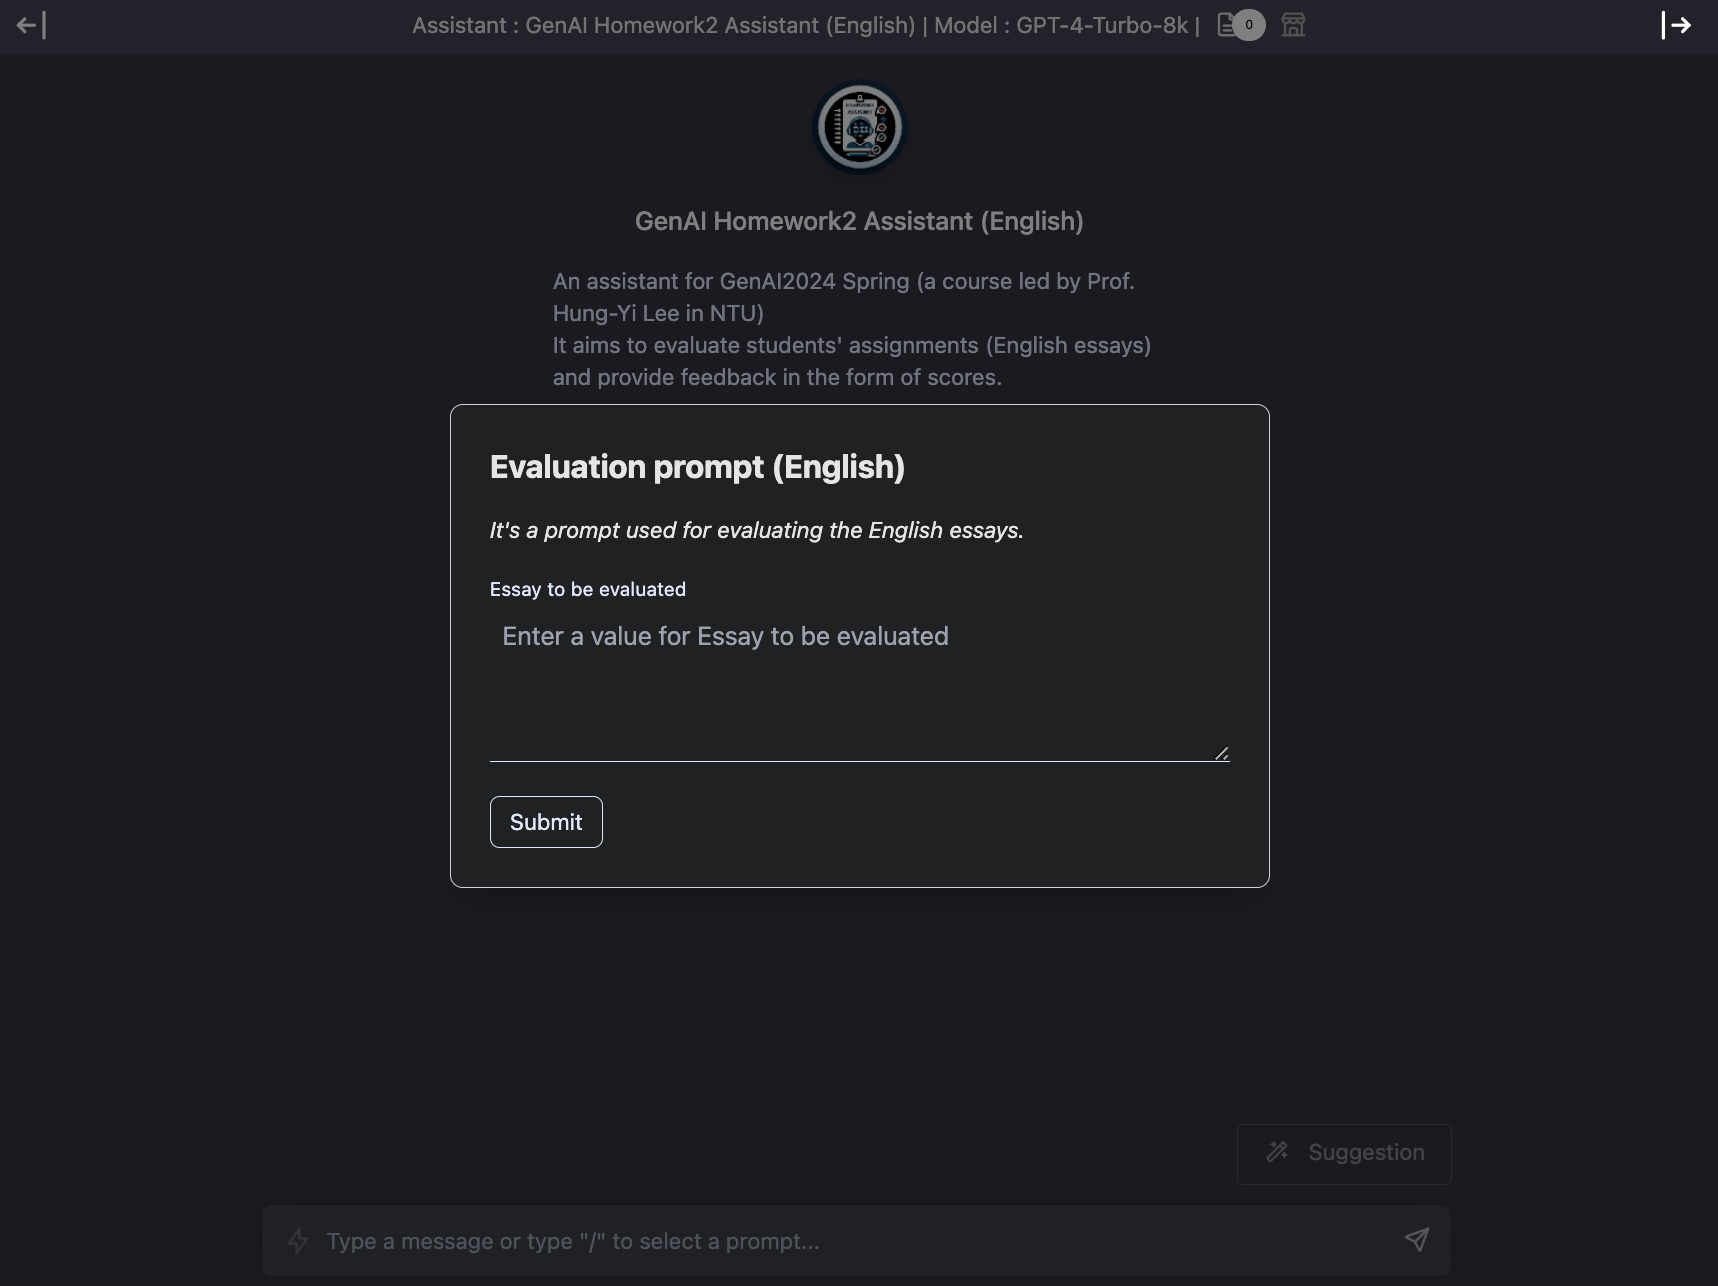 Assistant : GenAI Homework2 Assistant (English) | Model : GPT-4-Turbo-8k | 0
GenAI Homework2 Assistant (English)
An assistant for GenAI2024 Spring (a course led by Prof.
Hung-Yi Lee in NTU)
It aims to evaluate students' assignments (English essays)
and provide feedback in the form of scores.
Evaluation prompt (English)
It's a prompt used for evaluating the English essays.
Essay to be evaluated
Enter a value for Essay to be evaluated
Submit
Suggestion
Type a message or type "/" to select a prompt...